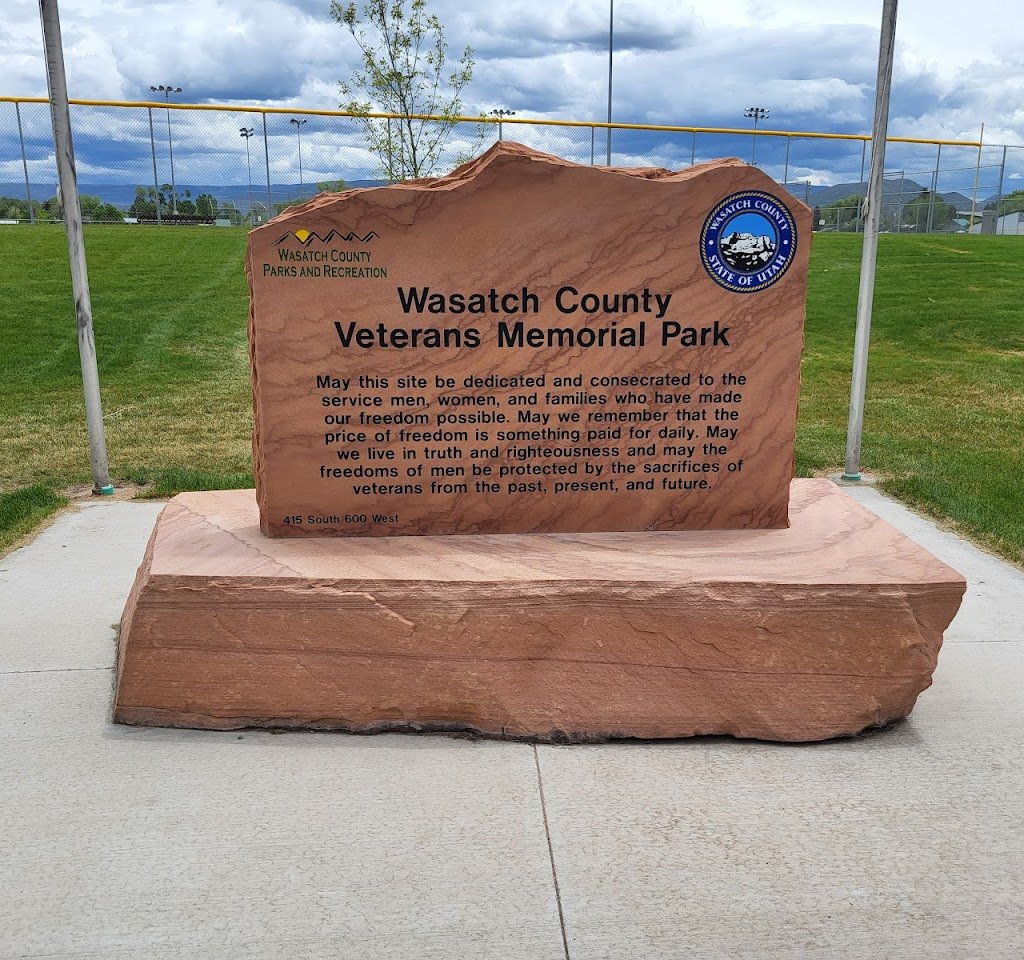 WASATCH COUNTY
PARKS AND RECREATION
WASATCH COUNTY
STATE OF UTAH
Wasatch County
Veterans Memorial Park
May this site be dedicated and consecrated to the
service men, women, and families who have made
our freedom possible. May we remember that the
price of freedom is something paid for daily. May
we live in truth and righteousness and may the
freedoms of men be protected by the sacrifices of
veterans from the past, present, and future.
415 South 600 West